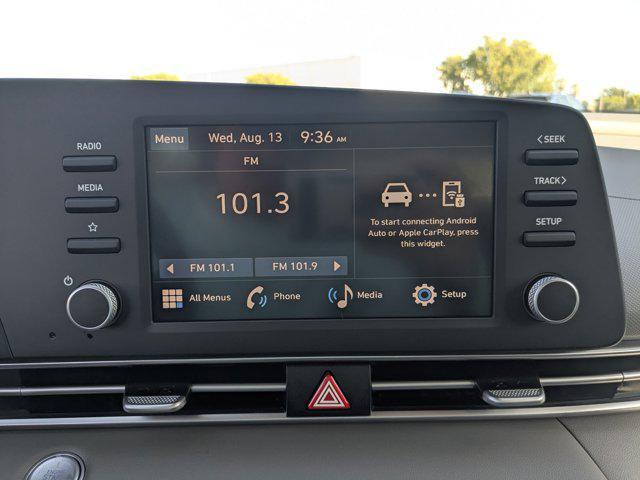 RADIO
MEDIA
Menu
Wed, Aug. 13
9:36 AM
FM
101.3
FM 101.1
FM 101.9
To start connecting Android
Auto or Apple CarPlay, press
this widget.
All Menus
Phone
Media
Setup
< SEEK
TRACK >
SETUP
ENGINE